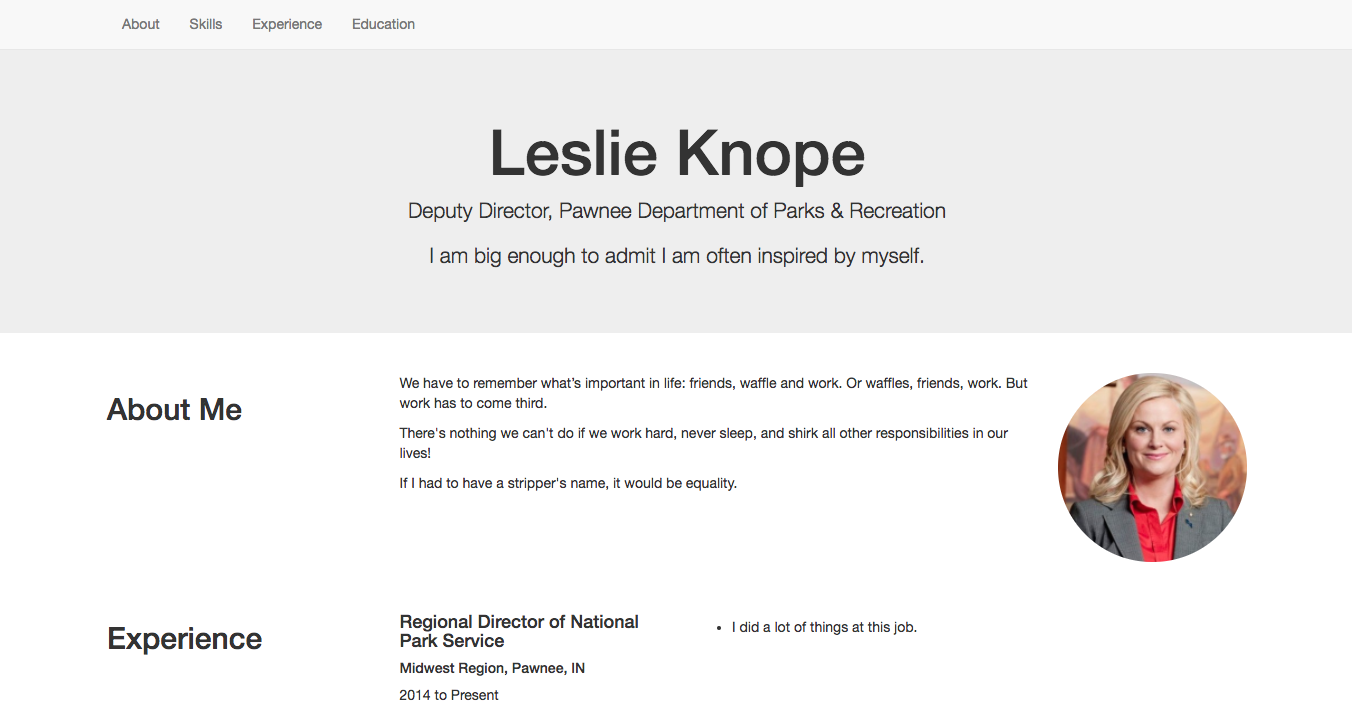 About Skills Experience Education
Leslie Knope
Deputy Director, Pawnee Department of Parks & Recreation
I am big enough to admit I am often inspired by myself.
About Me
We have to remember what's important in life: friends, waffle and work. Or waffles, friends, work. But
work has to come third.
There's nothing we can't do if we work hard, never sleep, and shirk all other responsibilities in our
lives!
If I had to have a stripper's name, it would be equality.
Experience
Regional Director of National
Park Service
Midwest Region, Pawnee, IN
2014 to Present
• I did a lot of things at this job.